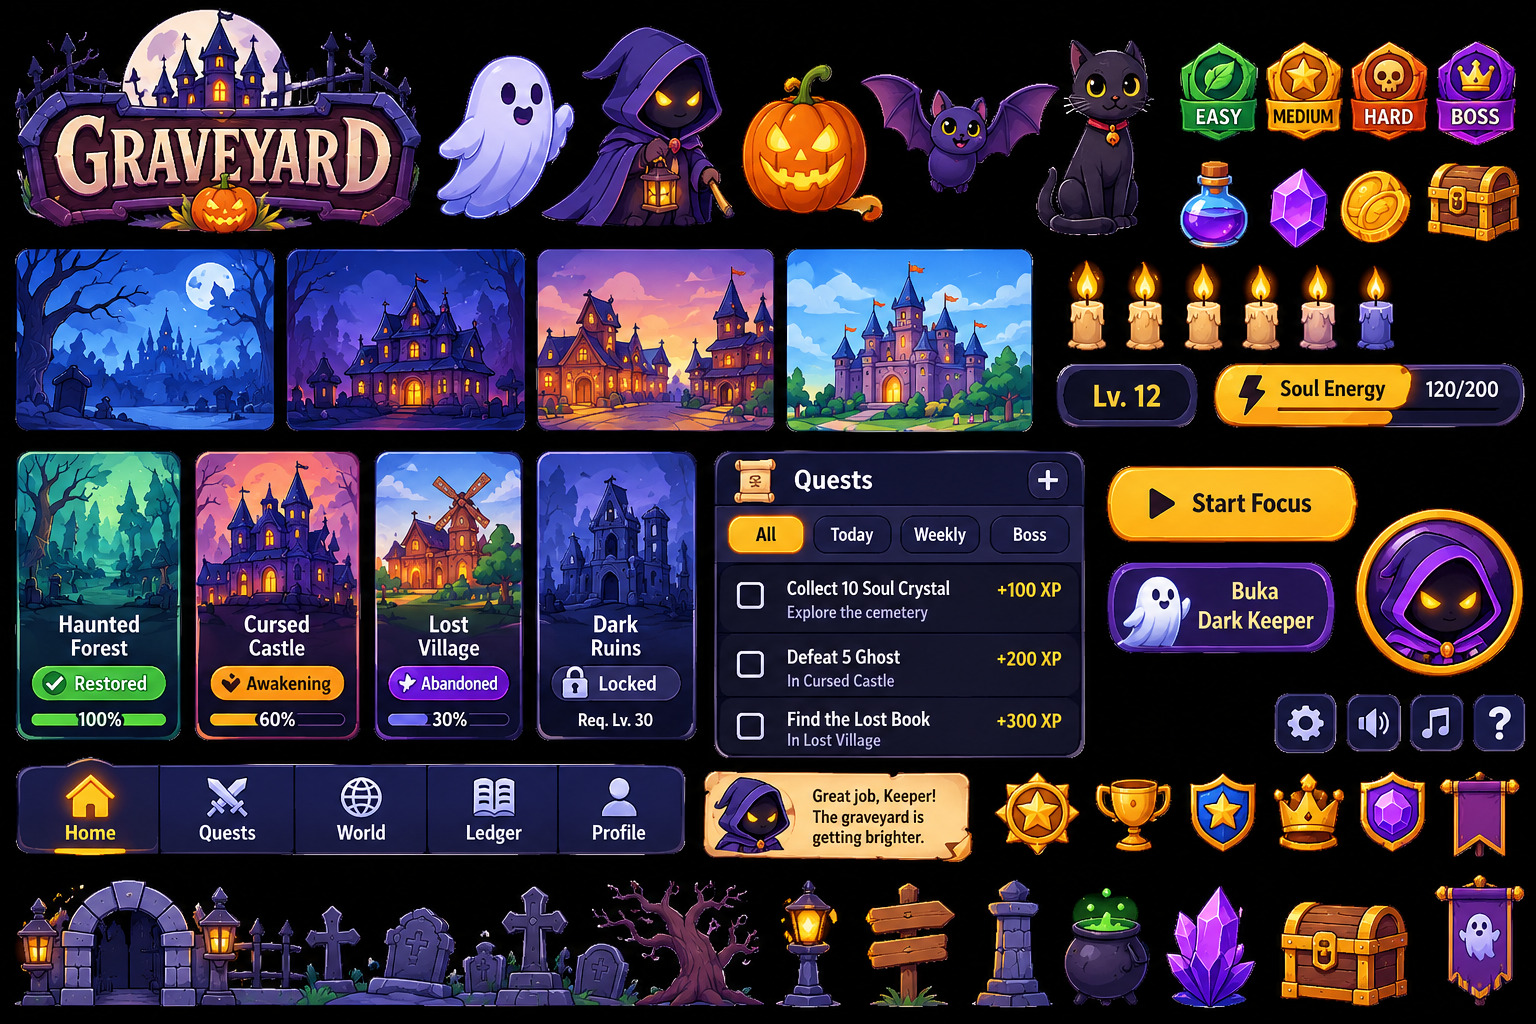 GRAVEYARD
EASY
MEDIUM
HARD
BOSS
Lv. 12
Soul Energy
120/200
Haunted
Forest
Restored
100%
Cursed
Castle
Awakening
60%
Lost
Village
Abandoned
30%
Dark
Ruins
Locked
Req. Lv. 30
Quests
All
Today
Weekly
Boss
Collect 10 Soul Crystal
+100 XP
Explore the cemetery
Defeat 5 Ghost
+200 XP
In Cursed Castle
Find the Lost Book
+300 XP
In Lost Village
Start Focus
Buka
Dark Keeper
?
Home
Quests
World
Ledger
Profile
Great job, Keeper!
The graveyard is
getting brighter.